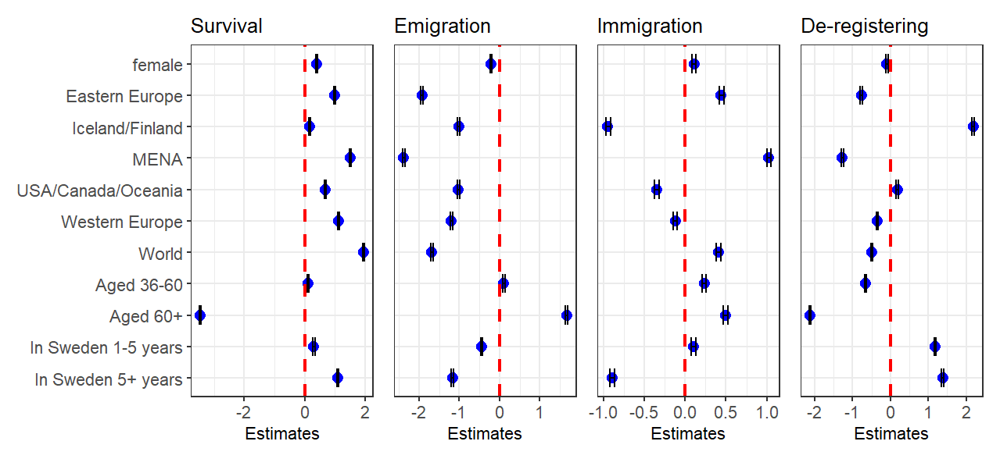 Survival Emigration Immigration De-registering
female
Eastern Europe
Iceland/Finland
MENA
USA/Canada/Oceania
Western Europe
World
Aged 36-60
Aged 60+
In Sweden 1-5 years
In Sweden 5+ years
-2 0 2 -2 -1 0 1 -1.0 -0.5 0.0 0.5 1.0 -2 -1 0 1 2
Estimates Estimates Estimates Estimates